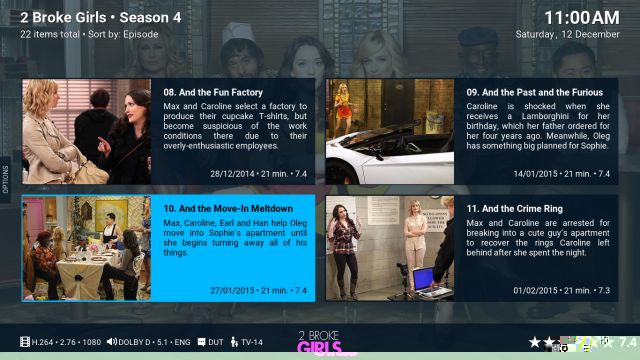 2 Broke Girls • Season 4
22 items total • Sort by: Episode
11:00 AM
Saturday, 12 December
OPTIONS
08. And the Fun Factory
Max and Caroline select a factory to
produce their cupcake T-shirts, but
become suspicious of the work
conditions there due to their
overly-enthusiastic employees.
28/12/2014 • 21 min. • 7.4
09. And the Past and the Furious
Caroline is shocked when she
receives a Lamborghini for her
birthday, which her father ordered for
her four years ago. Meanwhile, Oleg
has something big planned for Sophie.
14/01/2015 • 21 min. • 7.4
10. And the Move-In Meltdown
Max, Caroline, Earl and Han help Oleg
move into Sophie's apartment until
she begins turning away all of his
things.
27/01/2015 • 21 min. • 7.4
11. And the Crime Ring
Max and Caroline are arrested for
breaking into a cute guy's apartment
to recover the rings Caroline left
behind after she spent the night.
01/02/2015 • 21 min. • 7.3
H.264 • 2.76 • 1080
DOLBY D • 5.1 • ENG
DUT
TV-14
2 BROKE
GIRLS
7.4